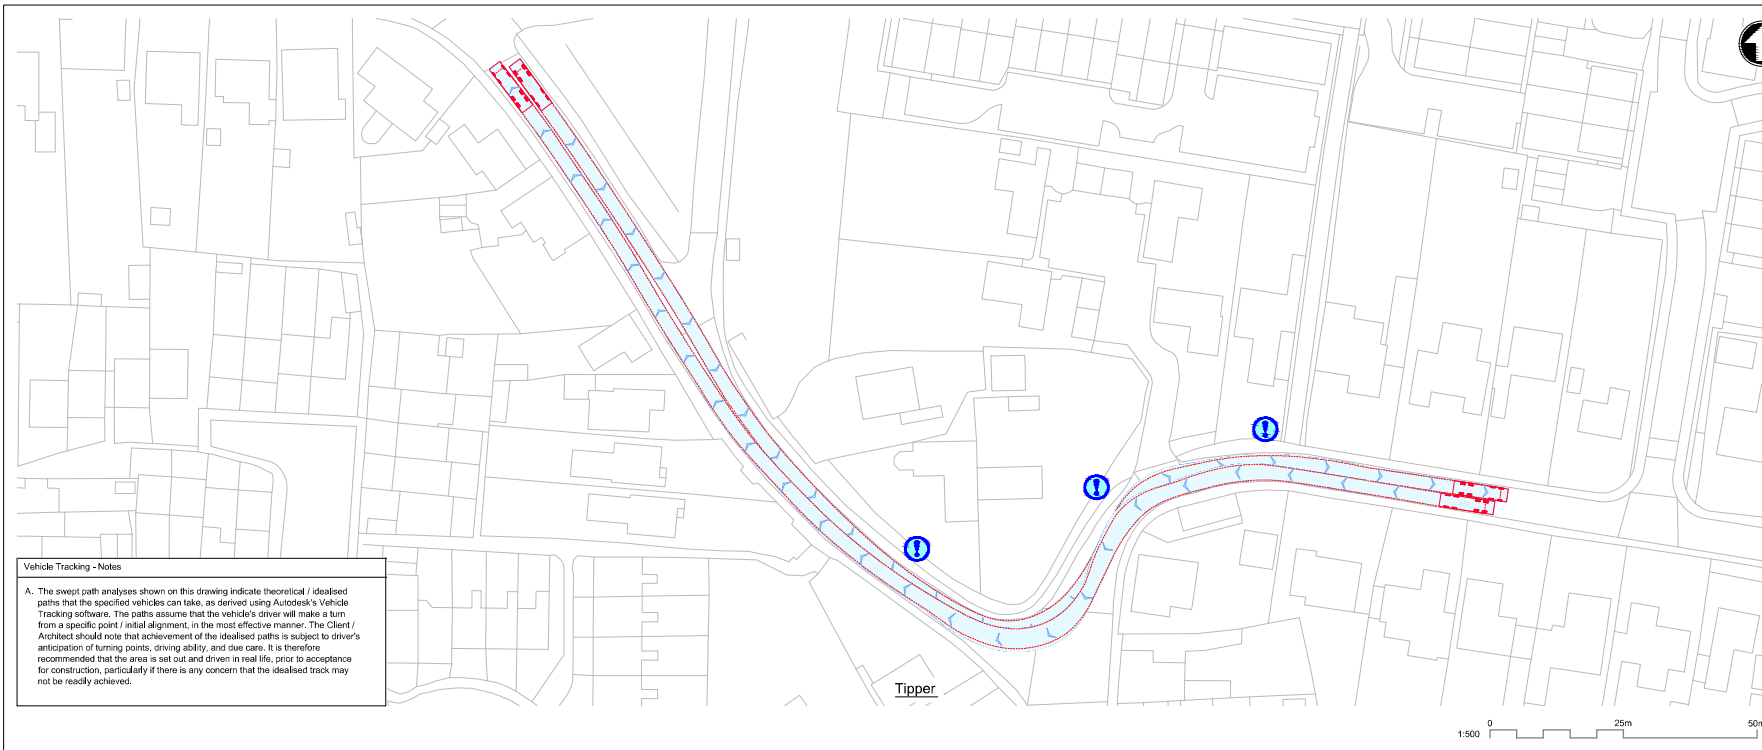 Vehicle Tracking - Notes
A. The swept path analyses shown on this drawing indicate theoretical / idealised
paths that the specified vehicles can take, as derived using Autodesk's Vehicle
Tracking software. The paths assume that the vehicle's driver will make a turn
from a specific point / initial alignment, in the most effective manner. The Client /
Architect should note that achievement of the idealised paths is subject to driver's
anticipation of turning points, driving ability, and due care. It is therefore
recommended that the area is set out and driven in real life, prior to acceptance
for construction, particularly if there is any concern that the idealised track may
not be readily achieved.
Tipper
1:500
0
25m
50m